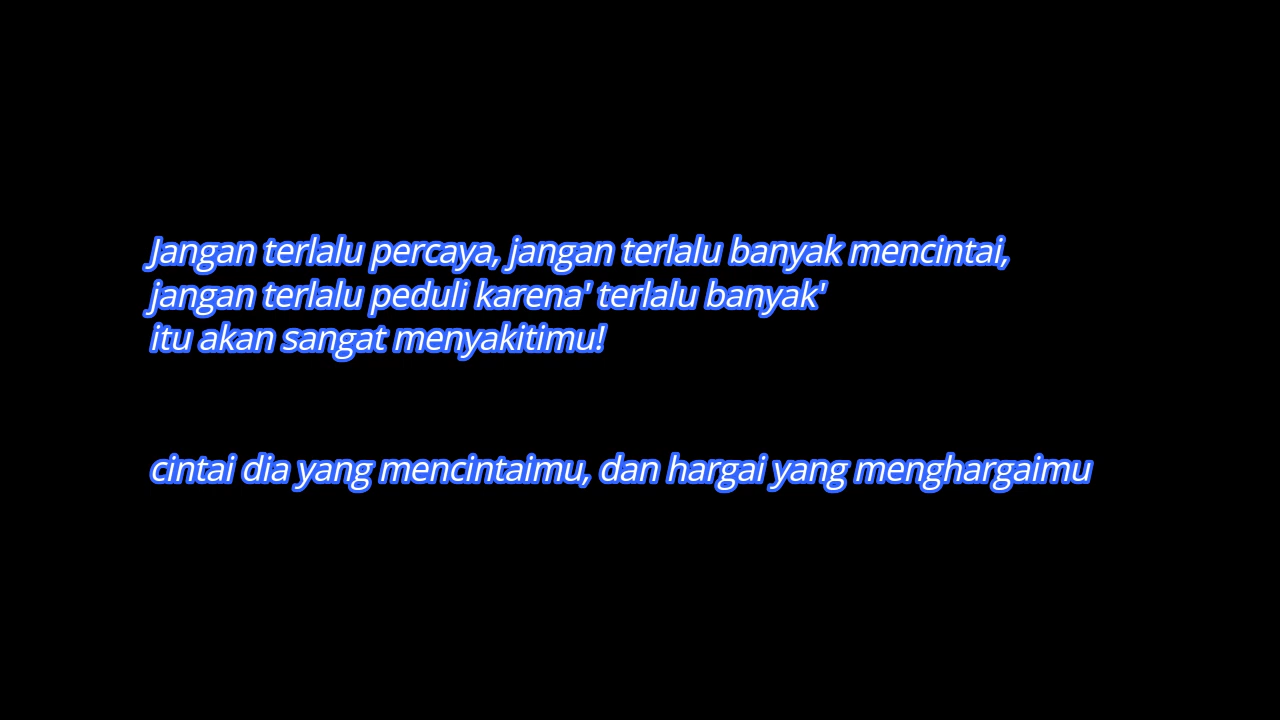 Jangan terlalu percaya, jangan terlalu banyak mencintai,
jangan terlalu peduli karena' terlalu banyak'
itu akan sangat menyakitimu!
cintai dia yang mencintaimu, dan hargai yang menghargaimu